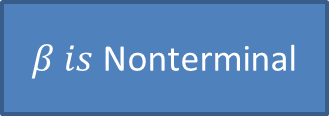 β is Nonterminal